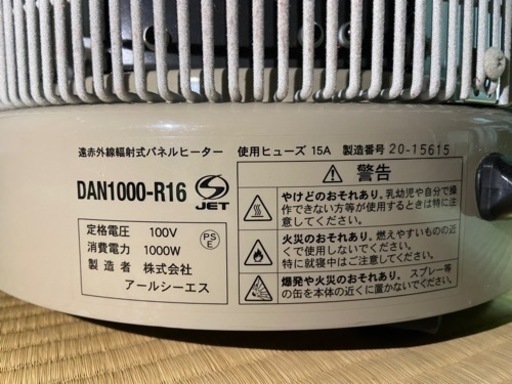 遠赤外線輻射式パネルヒーター 使用ヒューズ 15A 製造番号 20-15615
DAN1000-R16
S JET
定格電圧 100V
消費電力 1000W
製造者 株式会社
アールシーエス
PS
E
警告
やけどのおそれあり。乳幼児や自分で
操作できない方等が使用するときは特に注
意してください。
火災のおそれあり。燃えやすいものの近
くで使用しないでください。
特に就寝中はご注意してください。
爆発や火災のおそれあり。スプレー等
の缶を本体の近くに置かないでください。